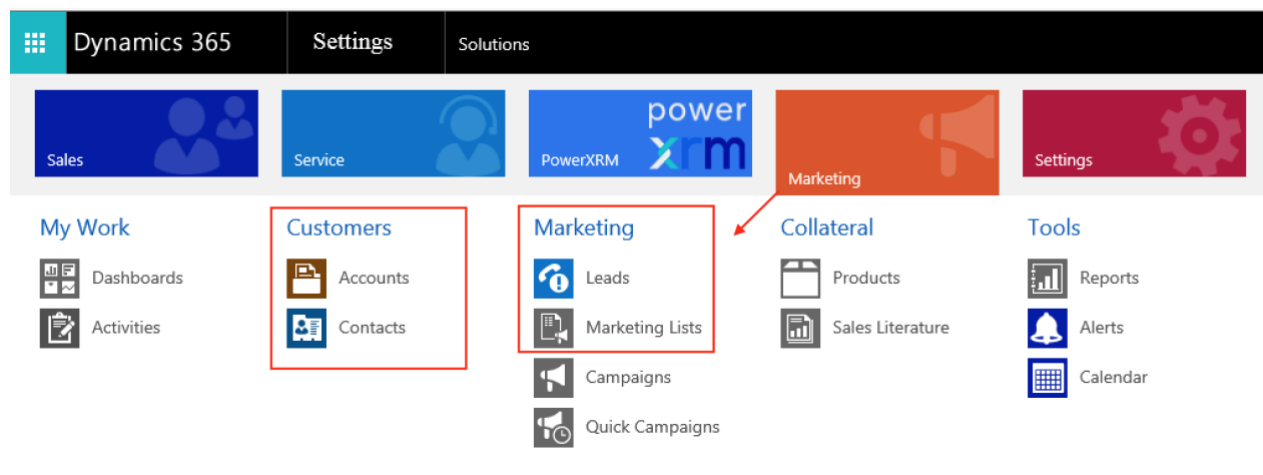 Dynamics 365 Settings Solutions
Sales Service PowerXRM power xrm Marketing Settings
My Work Customers Marketing Collateral Tools
Dashboards Accounts Leads Products Reports
Activities Contacts Marketing Lists Sales Literature Alerts
Campaigns Calendar
Quick Campaigns